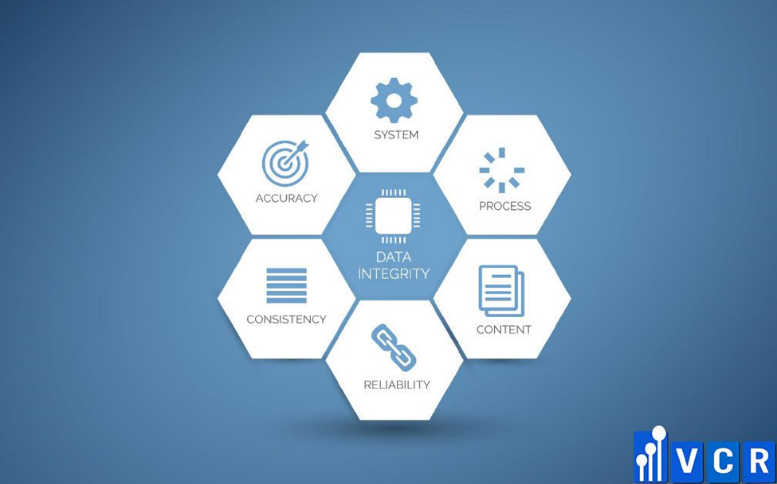 SYSTEM
ACCURACY
PROCESS
DATA
INTEGRITY
CONSISTENCY
CONTENT
RELIABILITY
VCR